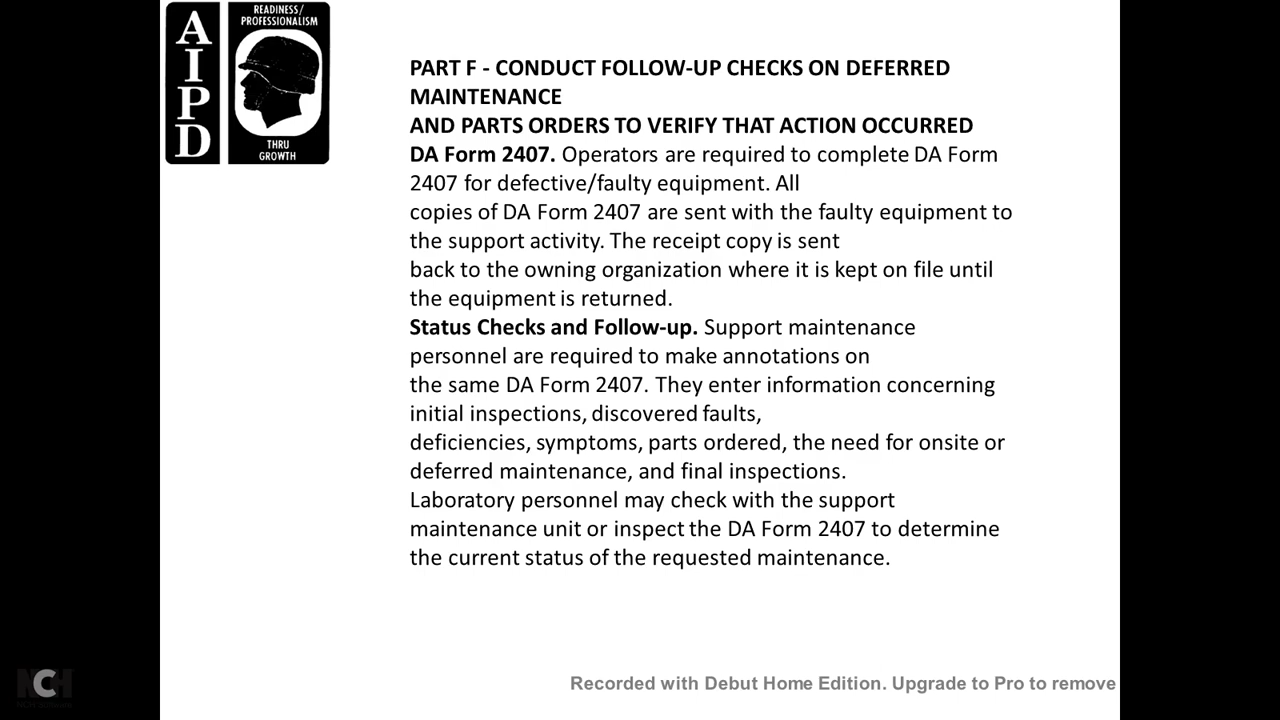 READINESS/
PROFESSIONALISM
AIPD
THRU
GROWTH
PART F - CONDUCT FOLLOW-UP CHECKS ON DEFERRED
MAINTENANCE
AND PARTS ORDERS TO VERIFY THAT ACTION OCCURRED
DA Form 2407. Operators are required to complete DA Form
2407 for defective/faulty equipment. All
copies of DA Form 2407 are sent with the faulty equipment to
the support activity. The receipt copy is sent
back to the owning organization where it is kept on file until
the equipment is returned.
Status Checks and Follow-up. Support maintenance
personnel are required to make annotations on
the same DA Form 2407. They enter information concerning
initial inspections, discovered faults,
deficiencies, symptoms, parts ordered, the need for onsite or
deferred maintenance, and final inspections.
Laboratory personnel may check with the support
maintenance unit or inspect the DA Form 2407 to determine
the current status of the requested maintenance.
NCH
Recorded with Debut Home Edition. Upgrade to Pro to remove